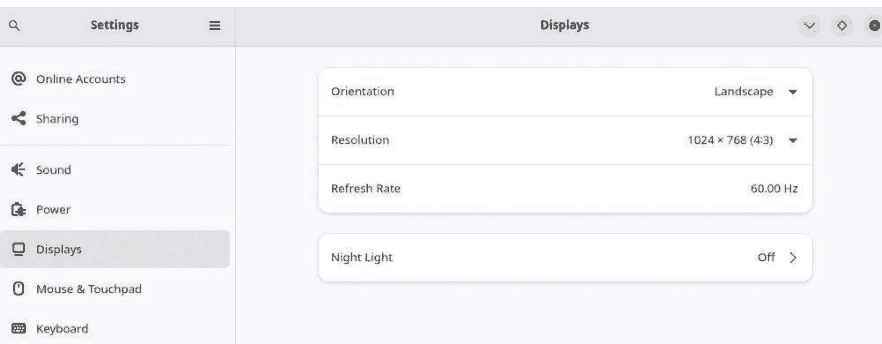 Settings
Displays
Online Accounts
Sharing
Sound
Power
Displays
Mouse & Touchpad
Keyboard
Orientation Landscape
Resolution 1024 × 768 (4:3)
Refresh Rate 60.00 Hz
Night Light Off